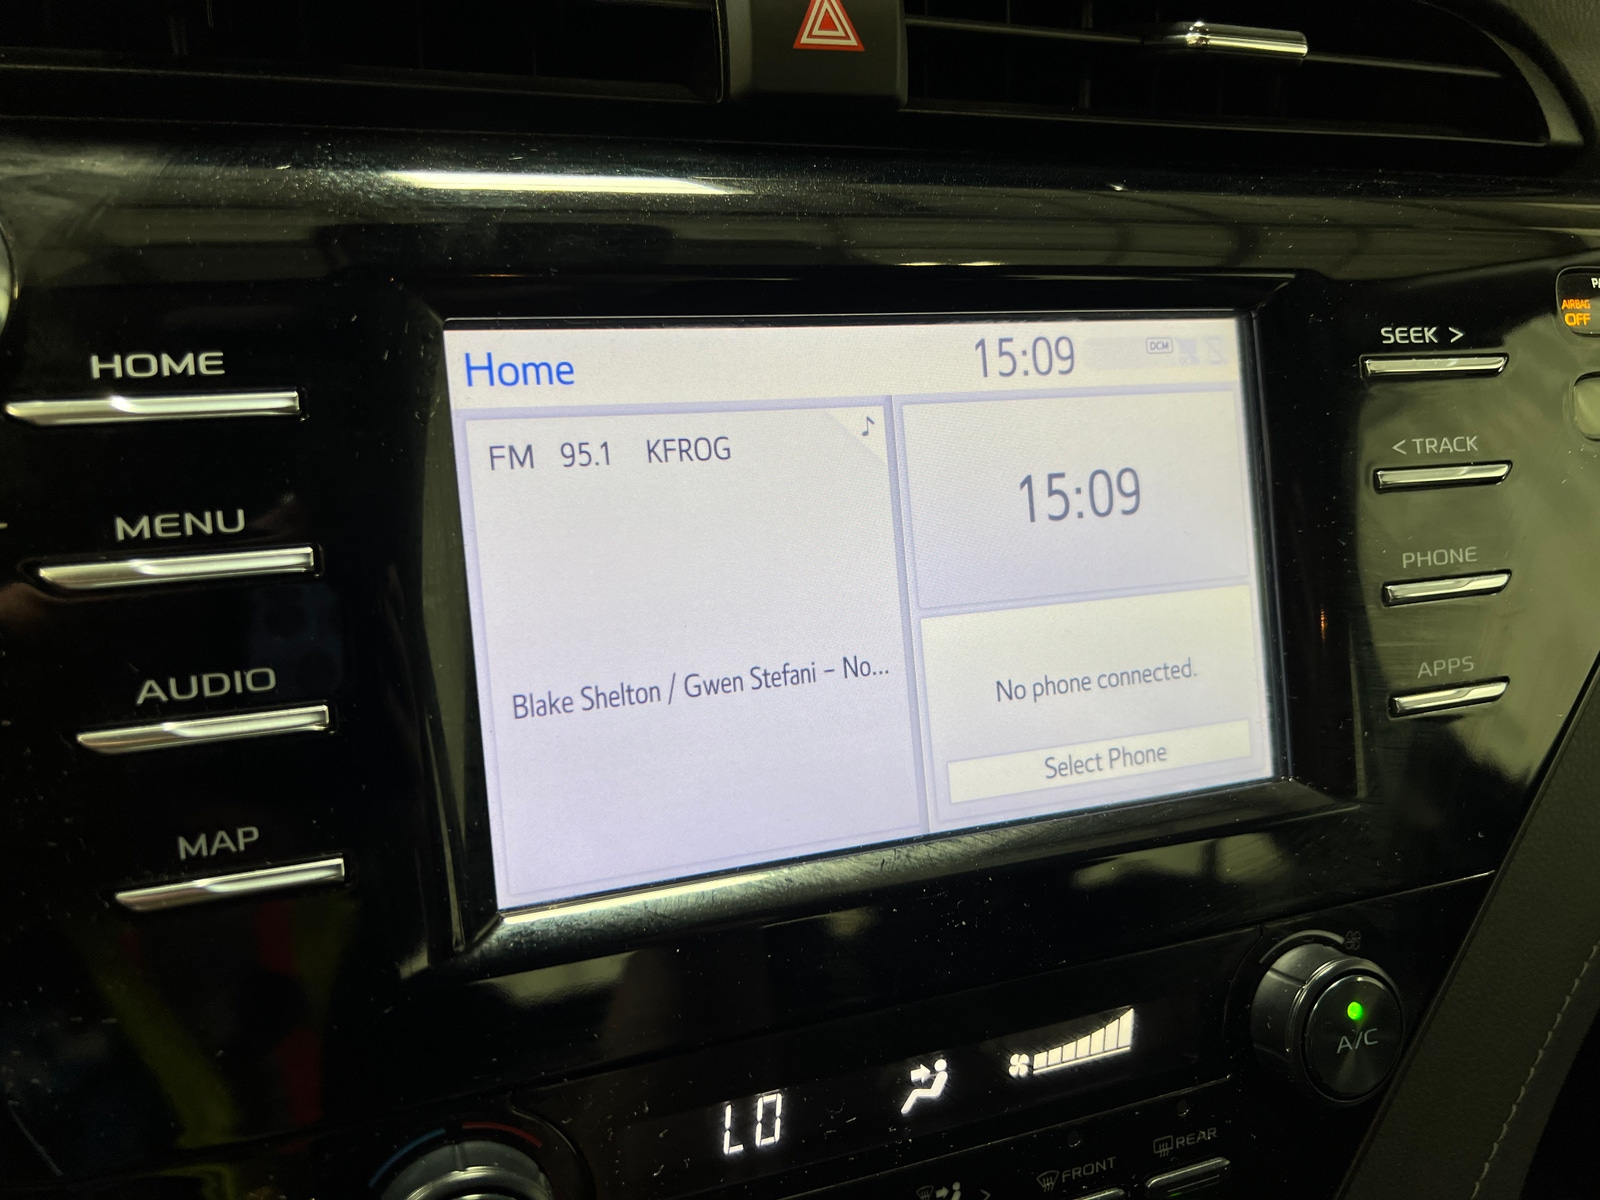 HOME
MENU
AUDIO
MAP
Home
15:09
DCM
FM 95.1 KFROG
Blake Shelton / Gwen Stefani – No...
15:09
No phone connected.
Select Phone
SEEK >
< TRACK
PHONE
APPS
AIRBAG
OFF
A/C
LO
FRONT
REAR